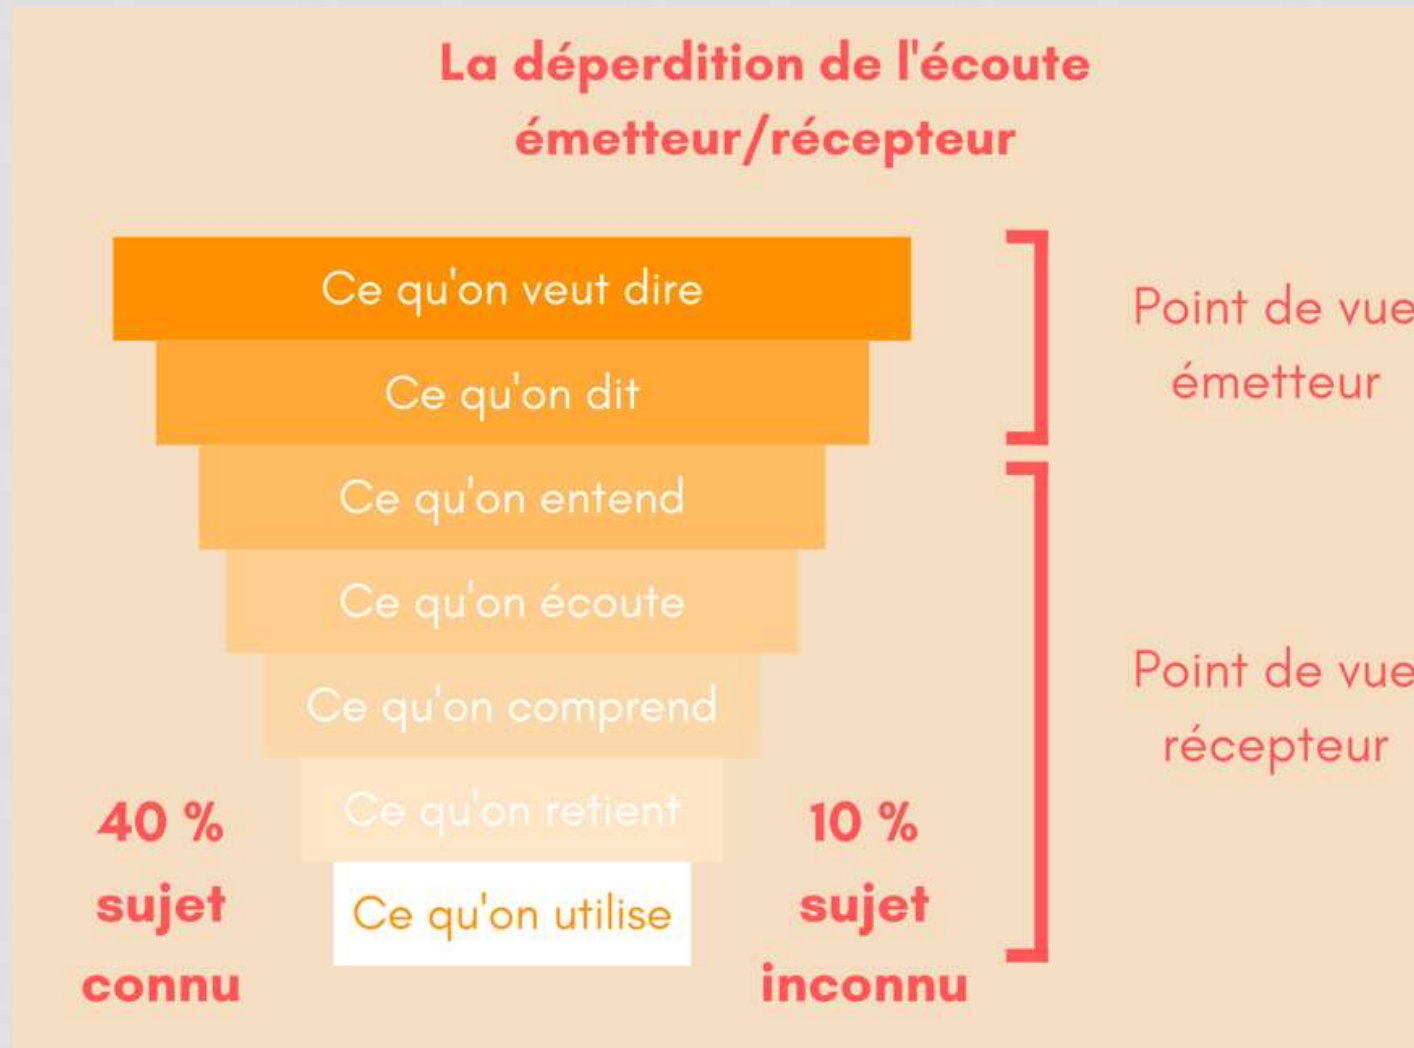 La déperdition de l'écoute
émetteur/récepteur
Ce qu'on veut dire
Ce qu'on dit
Ce qu'on entend
Ce qu'on écoute
Ce qu'on comprend
Ce qu'on retient
Ce qu'on utilise
Point de vue
émetteur
Point de vue
récepteur
40 %
sujet
connu
10 %
sujet
inconnu